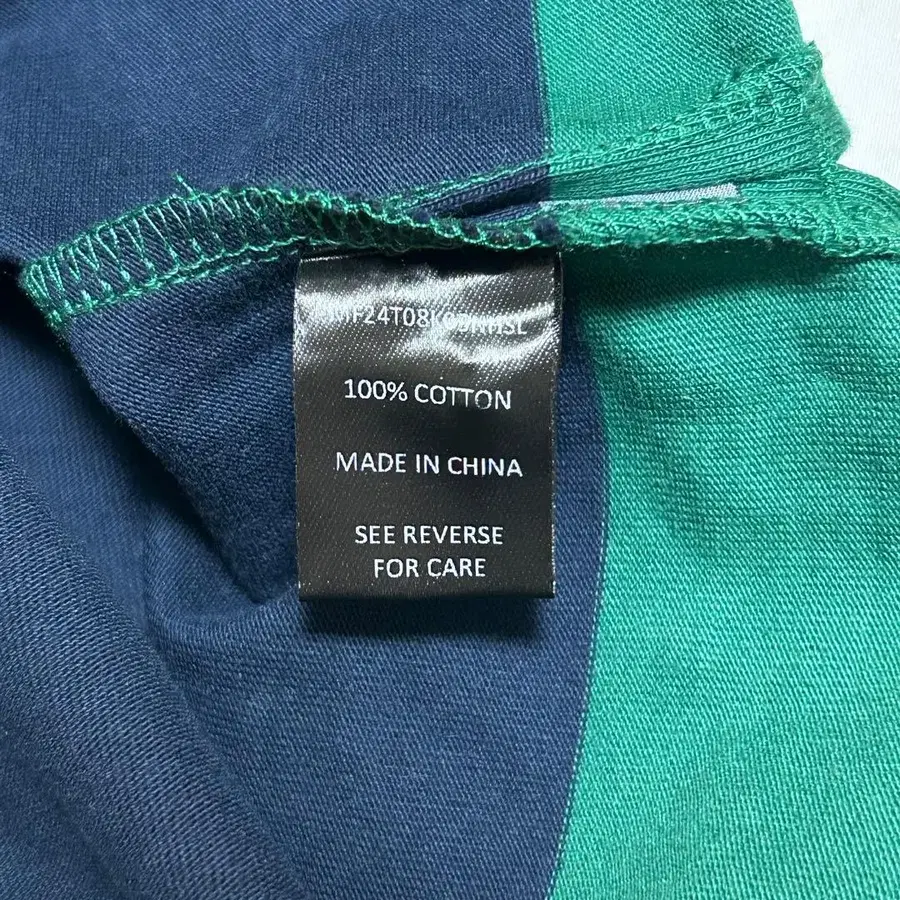 100% COTTON
MADE IN CHINA
SEE REVERSE
FOR CARE